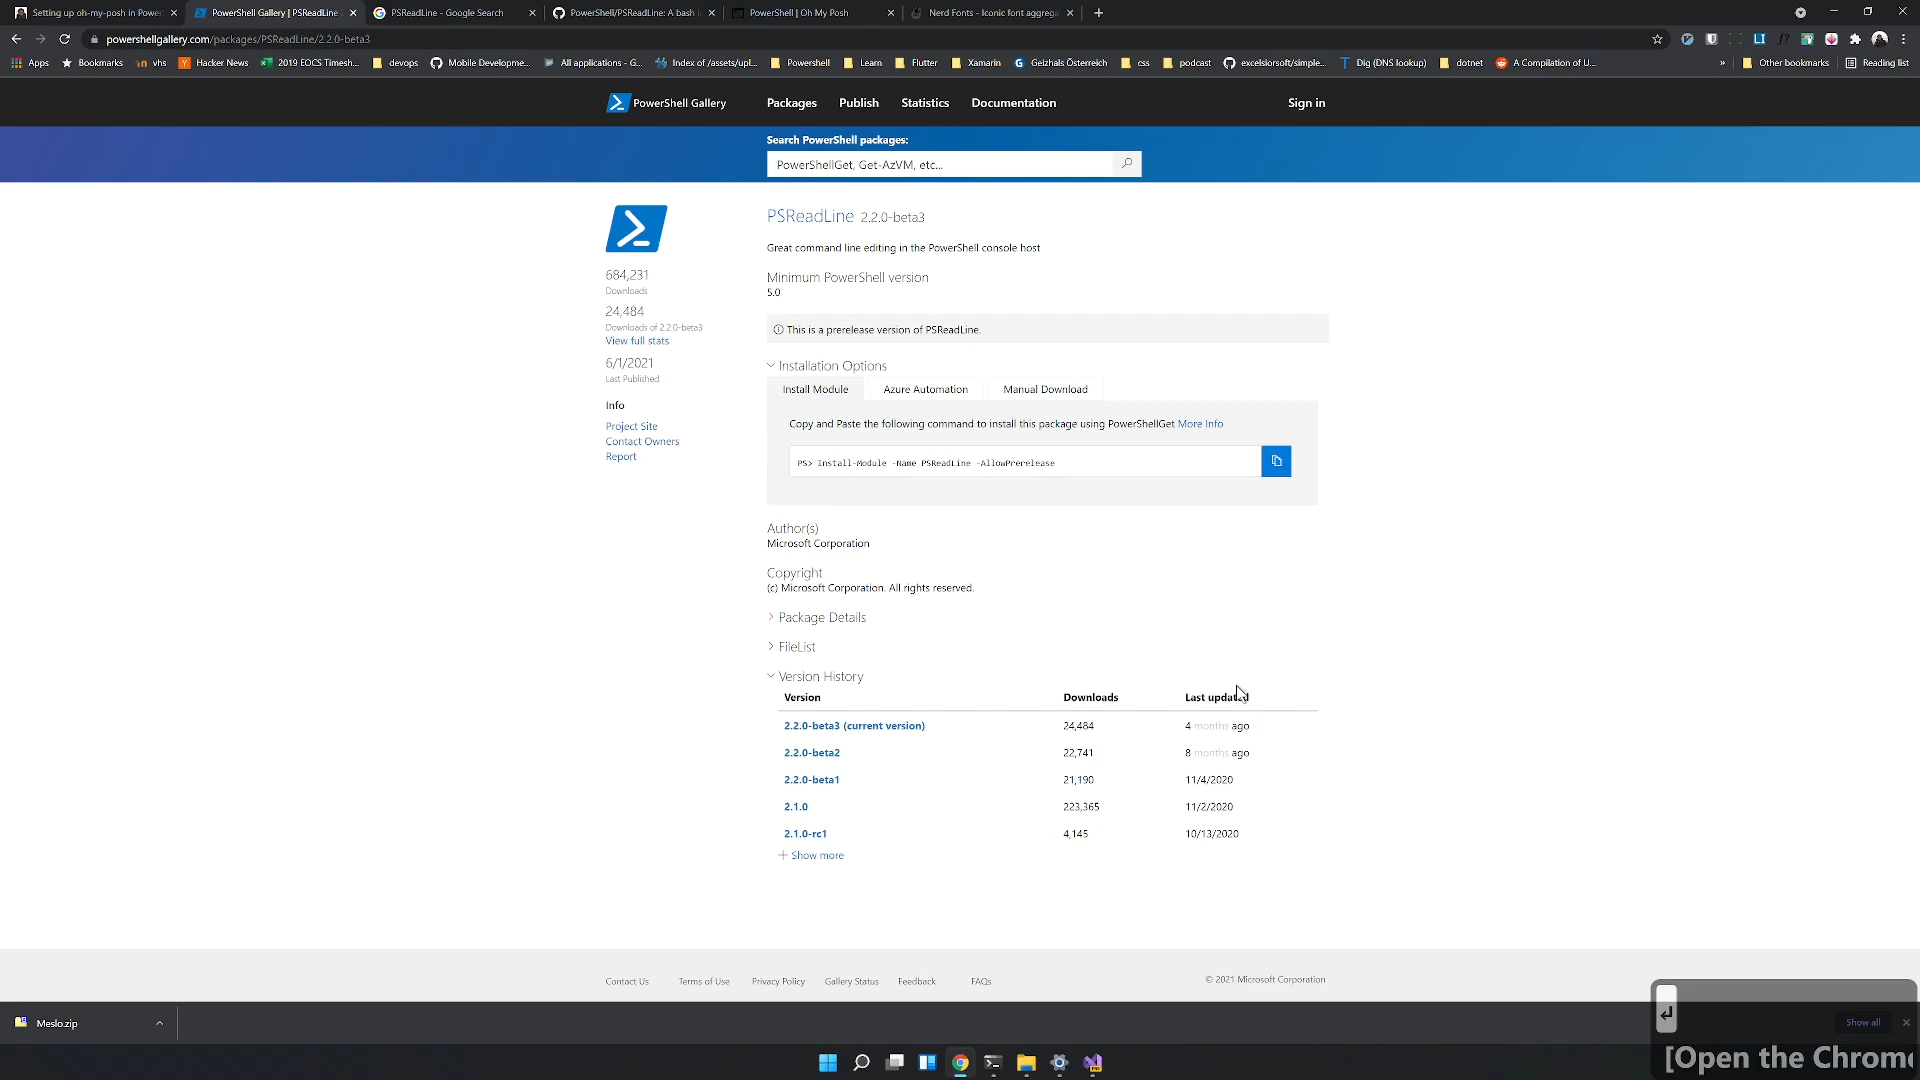 Setting up oh-my-posh in Power
PowerShell Gallery | PSReadLine
PSReadLine - Google Search
PowerShell/PSReadLine: A bash
PowerShell | Oh My Posh
Nerd Fonts - Iconic font aggrega
powershellgallery.com/packages/PSReadLine/2.2.0-beta3
Apps
Bookmarks
vhs
Hacker News
2019 EOCS Timesh...
devops
Mobile Developme...
All applications - G...
Index of /assets/upl...
Powershell
Learn
Flutter
Xamarin
Geizhals Österreich
css
podcast
excelsiorsoft/simple...
Dig (DNS lookup)
dotnet
A Compilation of U...
»
Other bookmarks
Reading list
PowerShell Gallery
Packages
Publish
Statistics
Documentation
Sign in
Search PowerShell packages:
PowerShellGet, Get-AzVM, etc...
PSReadLine 2.2.0-beta3
Great command line editing in the PowerShell console host
684,231
Downloads
Minimum PowerShell version
5.0
24,484
Downloads of 2.2.0-beta3
View full stats
This is a prerelease version of PSReadLine.
6/1/2021
Last Published
Installation Options
Install Module
Azure Automation
Manual Download
Info
Project Site
Contact Owners
Report
Copy and Paste the following command to install this package using PowerShellGet More Info
PS> Install-Module -Name PSReadLine -AllowPrerelease
Author(s)
Microsoft Corporation
Copyright
(c) Microsoft Corporation. All rights reserved.
Package Details
FileList
Version History
Version Downloads Last updated
2.2.0-beta3 (current version) 24,484 4 months ago
2.2.0-beta2 22,741 8 months ago
2.2.0-beta1 21,190 11/4/2020
2.1.0 223,365 11/2/2020
2.1.0-rc1 4,145 10/13/2020
+ Show more
Contact Us
Terms of Use
Privacy Policy
Gallery Status
Feedback
FAQs
© 2021 Microsoft Corporation
Meslo.zip
Show all
[Open the Chrome